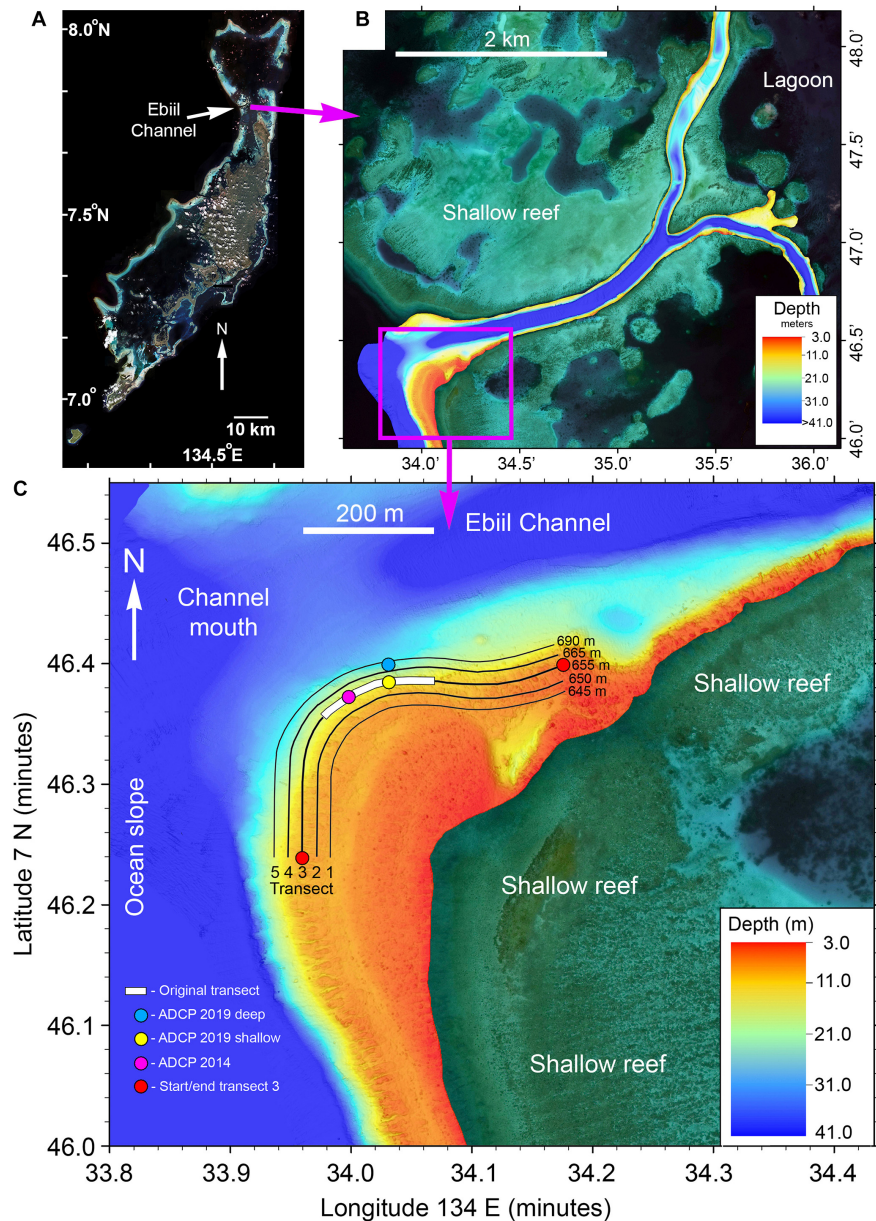 A
8.0°N
Ebiil
Channel
7.5°N
N
7.0°
10 km
134.5°E
B
2 km
Lagoon
Shallow reef
48.0'
47.5'
47.0'
46.5'
46.0'
Depth
meters
3.0
11.0
21.0
31.0
>41.0
34.0'
34.5'
35.0'
35.5'
36.0'
C
200 m
Ebiil Channel
N
Channel
mouth
690 m
665 m
655 m
650 m
645 m
Shallow reef
Ocean slope
5 4 3 2 1
Transect
Shallow reef
Shallow reef
- Original transect
- ADCP 2019 deep
- ADCP 2019 shallow
- ADCP 2014
- Start/end transect 3
Depth (m)
3.0
11.0
21.0
31.0
41.0
46.5
46.4
46.3
46.2
46.1
46.0
Latitude 7 N (minutes)
33.8
33.9
34.0
34.1
34.2
34.3
34.4
Longitude 134 E (minutes)